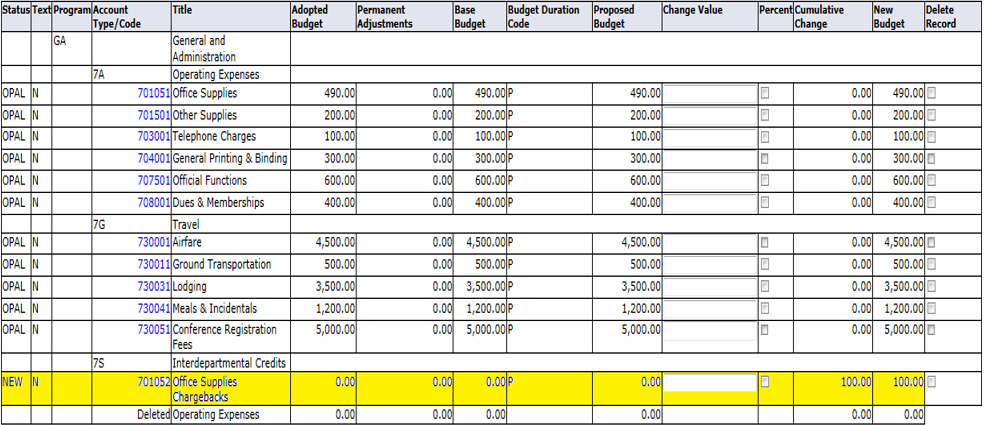 Status Text Program Account Type/Code Title Adopted Budget Permanent Adjustments Base Budget Budget Duration Code Proposed Budget Change Value Percent Cumulative Change New Budget Delete Record
GA General and Administration
7A Operating Expenses
OPAL N 701051 Office Supplies 490.00 0.00 490.00 P 490.00 0.00 490.00
OPAL N 701501 Other Supplies 200.00 0.00 200.00 P 200.00 0.00 200.00
OPAL N 703001 Telephone Charges 100.00 0.00 100.00 P 100.00 0.00 100.00
OPAL N 704001 General Printing & Binding 300.00 0.00 300.00 P 300.00 0.00 300.00
OPAL N 707501 Official Functions 600.00 0.00 600.00 P 600.00 0.00 600.00
OPAL N 708001 Dues & Memberships 400.00 0.00 400.00 P 400.00 0.00 400.00
7G Travel
OPAL N 730001 Airfare 4,500.00 0.00 4,500.00 P 4,500.00 0.00 4,500.00
OPAL N 730011 Ground Transportation 500.00 0.00 500.00 P 500.00 0.00 500.00
OPAL N 730031 Lodging 3,500.00 0.00 3,500.00 P 3,500.00 0.00 3,500.00
OPAL N 730041 Meals & Incidentals 1,200.00 0.00 1,200.00 P 1,200.00 0.00 1,200.00
OPAL N 730051 Conference Registration Fees 5,000.00 0.00 5,000.00 P 5,000.00 0.00 5,000.00
7S Interdepartmental Credits
NEW N 701052 Office Supplies Chargebacks 0.00 0.00 0.00 P 0.00 100.00 100.00
Deleted Operating Expenses 0.00 0.00 0.00 0.00 0.00 0.00